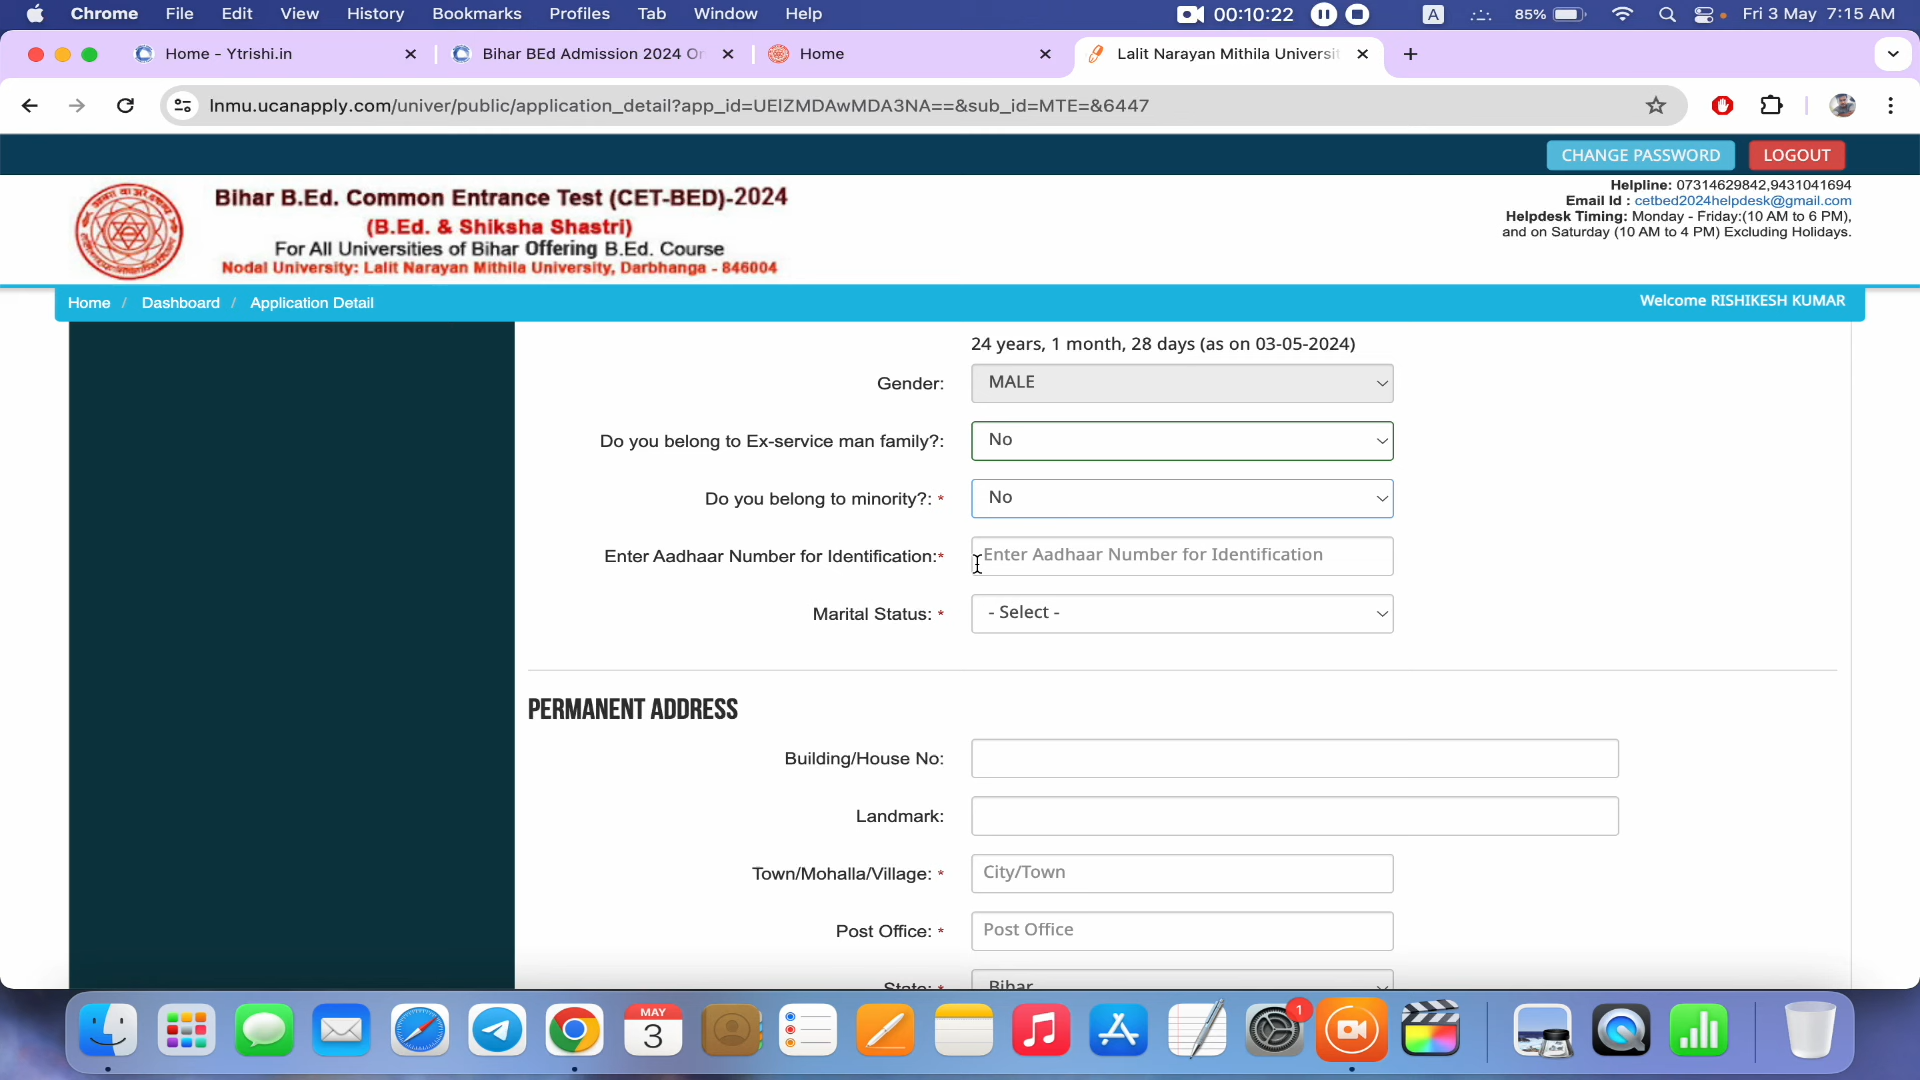 Chrome File Edit View History Bookmarks Profiles Tab Window Help 00:10:22 A 85% Fri 3 May 7:15 AM
Home - Ytrishi.in Bihar BEd Admission 2024 Or Home Lalit Narayan Mithila Universit
lnmu.ucanapply.com/univer/public/application_detail?app_id=UElZMDAwMDA3NA==&sub_id=MTE=&6447
CHANGE PASSWORD LOGOUT
Bihar B.Ed. Common Entrance Test (CET-BED)-2024
(B.Ed. & Shiksha Shastri)
For All Universities of Bihar Offering B.Ed. Course
Nodal University: Lalit Narayan Mithila University, Darbhanga - 846004
Helpline: 07314629842,9431041694
Email Id : cetbed2024helpdesk@gmail.com
Helpdesk Timing: Monday - Friday:(10 AM to 6 PM),
and on Saturday (10 AM to 4 PM) Excluding Holidays.
Home / Dashboard / Application Detail
Welcome RISHIKESH KUMAR
24 years, 1 month, 28 days (as on 03-05-2024)
Gender: MALE
Do you belong to Ex-service man family?: No
Do you belong to minority?: * No
Enter Aadhaar Number for Identification:* Enter Aadhaar Number for Identification
Marital Status: * - Select -
PERMANENT ADDRESS
Building/House No:
Landmark:
Town/Mohalla/Village: * City/Town
Post Office: * Post Office
State: * Bihar
MAY
3
1